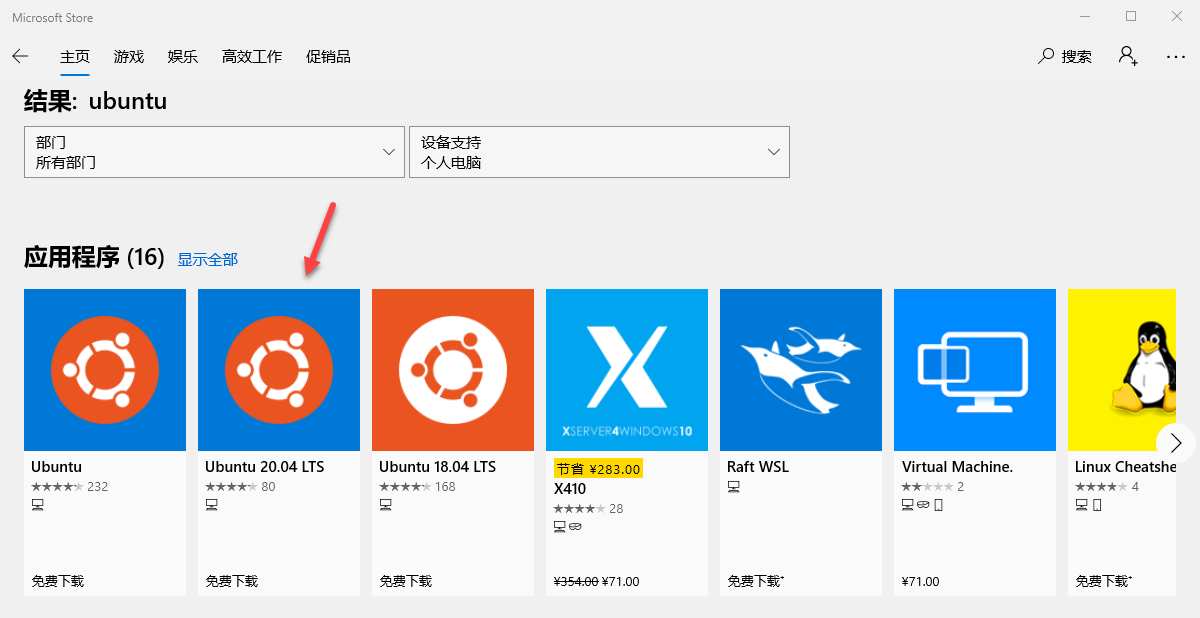 Microsoft Store
主页 游戏 娱乐 高效工作 促销品 搜索
结果: ubuntu
部门
所有部门
设备支持
个人电脑
应用程序 (16) 显示全部
XSERVER4WINDOWS10
Ubuntu
232
免费下载
Ubuntu 20.04 LTS
80
免费下载
Ubuntu 18.04 LTS
168
免费下载
节省 ¥283.00
X410
28
¥354.00 ¥71.00
Raft WSL
免费下载+
Virtual Machine.
2
¥71.00
Linux Cheatshe
4
免费下载+